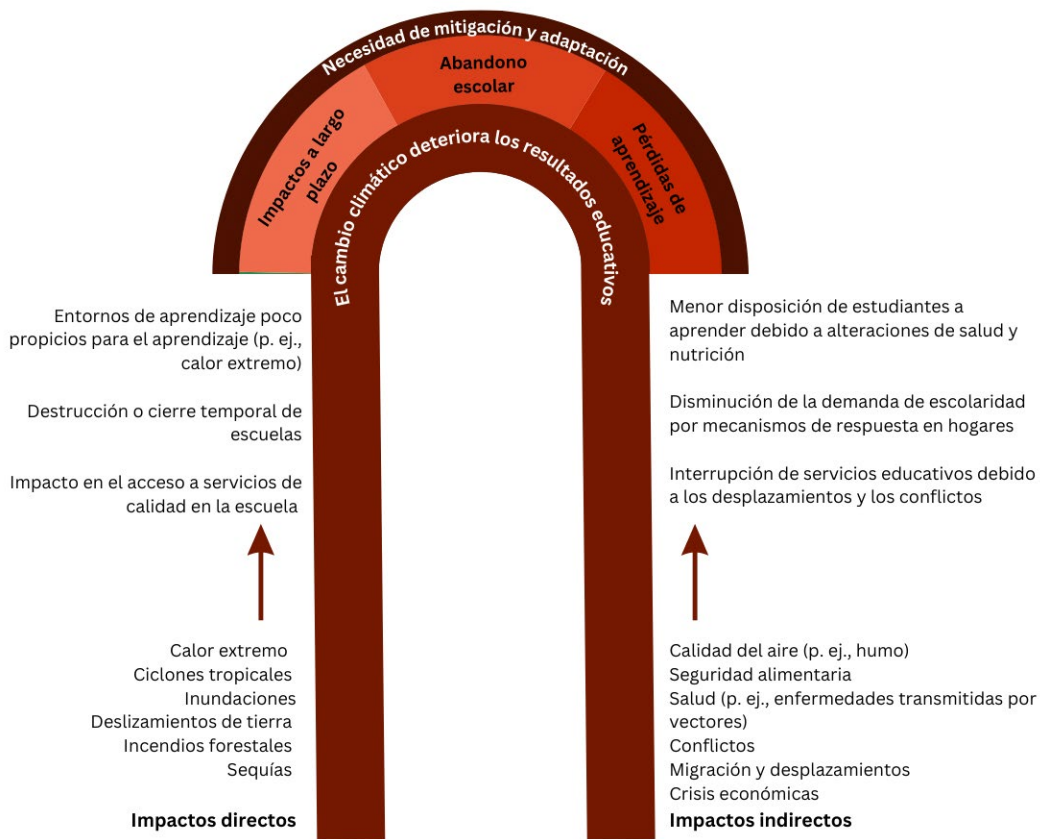 Necesidad de mitigación y adaptación
Abandono
escolar
Impactos a largo
plazo
Pérdidas de
aprendizaje
El cambio climático deteriora los resultados educativos
Entornos de aprendizaje poco
propicios para el aprendizaje (p. ej.,
calor extremo)
Destrucción o cierre temporal de
escuelas
Impacto en el acceso a servicios de
calidad en la escuela
Calor extremo
Ciclones tropicales
Inundaciones
Deslizamientos de tierra
Incendios forestales
Sequías
Impactos directos
Menor disposición de estudiantes a
aprender debido a alteraciones de salud y
nutrición
Disminución de la demanda de escolaridad
por mecanismos de respuesta en hogares
Interrupción de servicios educativos debido
a los desplazamientos y los conflictos
Calidad del aire (p. ej., humo)
Seguridad alimentaria
Salud (p. ej., enfermedades transmitidas por
vectores)
Conflictos
Migración y desplazamientos
Crisis económicas
Impactos indirectos